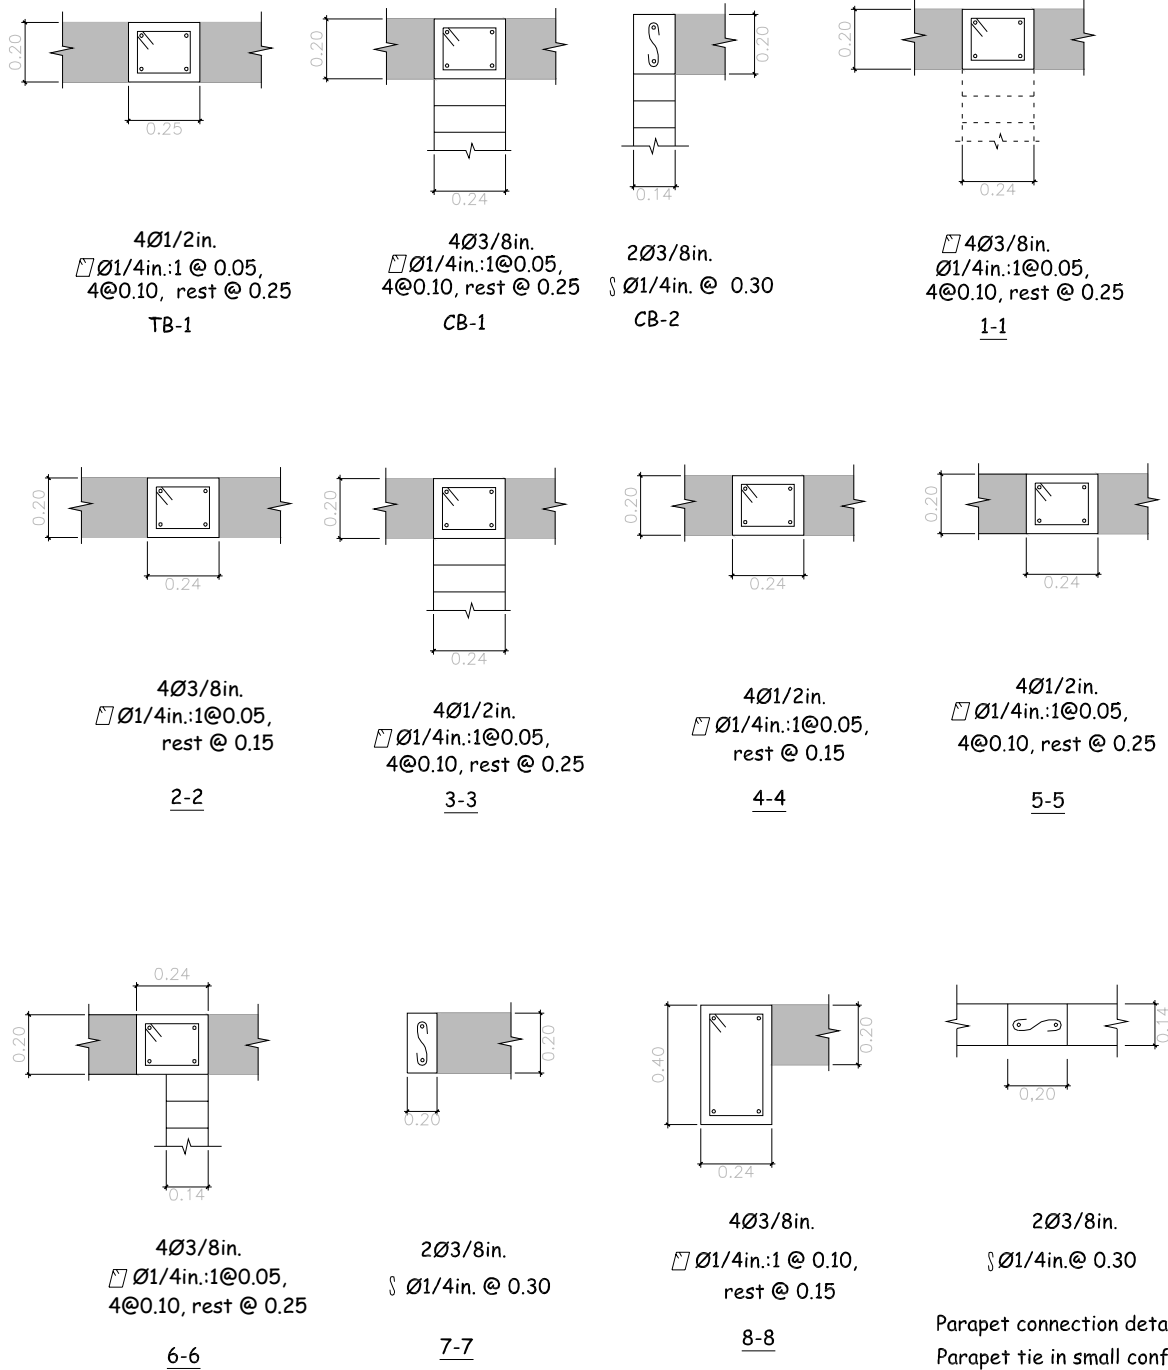 0.20
0.25
4Ø1/2in.
Ø1/4in.:1 @ 0.05,
4@0.10, rest @ 0.25
TB-1
0.20
0.24
4Ø3/8in.
Ø1/4in.:1@0.05,
4@0.10, rest @ 0.25
CB-1
0.20
0.14
2Ø3/8in.
Ø1/4in. @ 0.30
CB-2
0.20
0.24
4Ø3/8in.
Ø1/4in.:1@0.05,
4@0.10, rest @ 0.25
1-1
0.20
0.24
4Ø3/8in.
Ø1/4in.:1@0.05,
rest @ 0.15
2-2
0.20
0.24
4Ø1/2in.
Ø1/4in.:1@0.05,
4@0.10, rest @ 0.25
3-3
0.20
0.24
4Ø1/2in.
Ø1/4in.:1@0.05,
rest @ 0.15
4-4
0.20
0.24
4Ø1/2in.
Ø1/4in.:1@0.05,
4@0.10, rest @ 0.25
5-5
0.24
0.20
0.14
4Ø3/8in.
Ø1/4in.:1@0.05,
4@0.10, rest @ 0.25
6-6
0.20
0.20
2Ø3/8in.
Ø1/4in. @ 0.30
7-7
0.40
0.20
0.24
4Ø3/8in.
Ø1/4in.:1 @ 0.10,
rest @ 0.15
8-8
0.14
0,20
2Ø3/8in.
Ø1/4in.@ 0.30
Parapet connection deta
Parapet tie in small conf